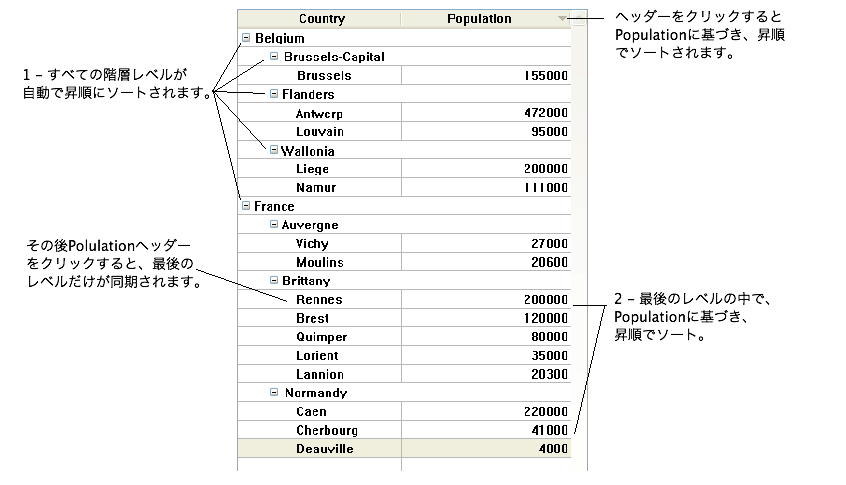 Country Population
ヘッダーをクリックすると
Populationに基づき、昇順
でソートされます。
1 – すべての階層レベルが
自動で昇順にソートされます。
Belgium
Brussels-Capital
Brussels 155000
Flanders
Antwerp 472000
Louvain 95000
Wallonia
Liege 200000
Namur 111000
France
Auvergne
Vichy 27000
Moulins 20600
Brittany
Rennes 200000
Brest 120000
Quimper 80000
Lorient 35000
Lannion 20300
Normandy
Caen 220000
Cherbourg 41000
Deauville 4000
その後Polulationヘッダー
をクリックすると、最後の
レベルだけが同期されます。
2 – 最後のレベルの中で、
Populationに基づき、
昇順でソート。